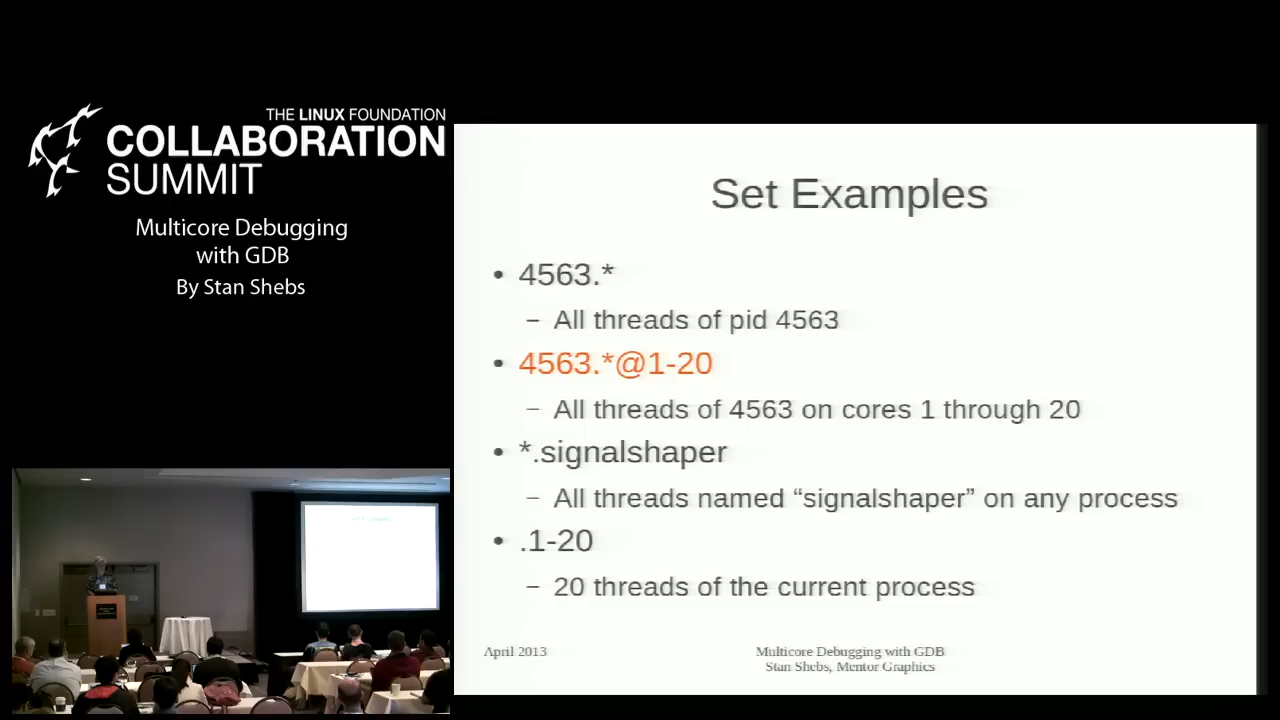 THE LINUX FOUNDATION
COLLABORATION
SUMMIT
Multicore Debugging
with GDB
By Stan Shebs
Set Examples
• 4563.*
– All threads of pid 4563
• 4563.*@1-20
– All threads of 4563 on cores 1 through 20
• *.signalshaper
– All threads named “signalshaper” on any process
• .1-20
– 20 threads of the current process
April 2013
Multicore Debugging with GDB
Stan Shebs, Mentor Graphics